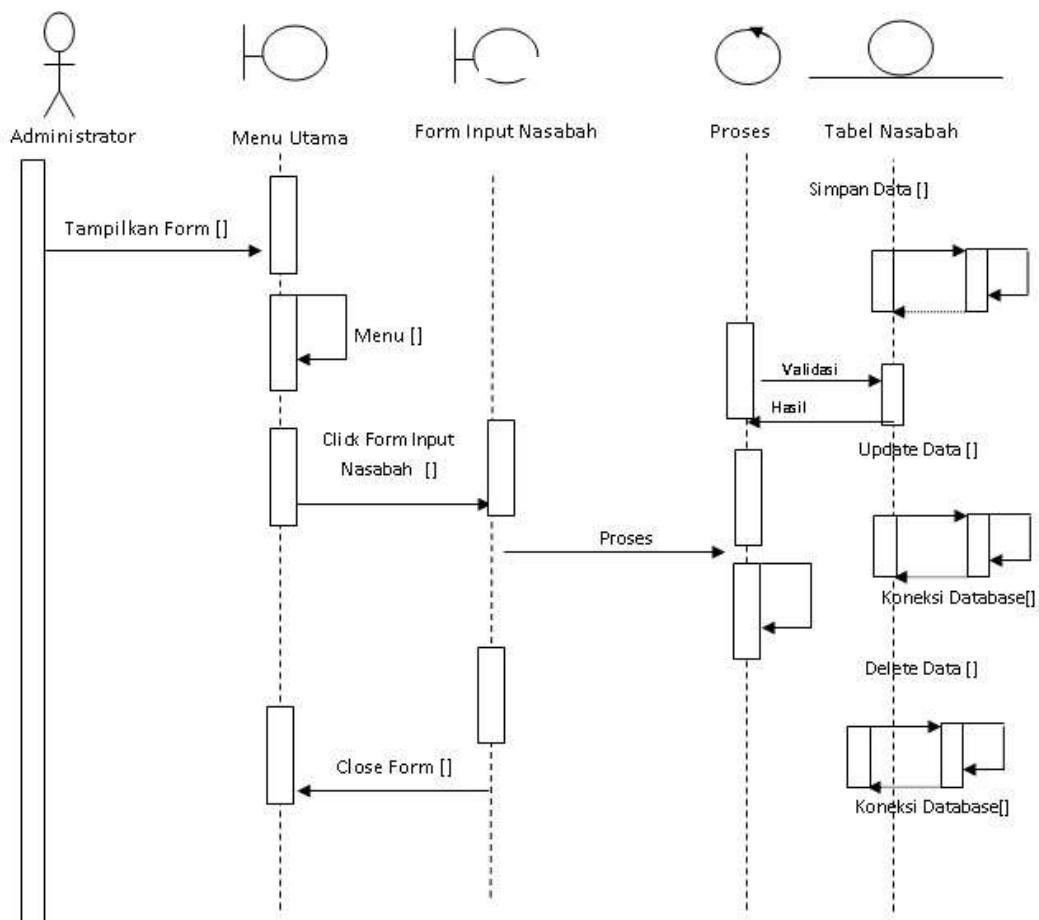 Administrator
Menu Utama
Form Input Nasabah
Proses
Tabel Nasabah
Simpan Data []
Tampilkan Form []
Menu []
Validasi
Hasil
Click Form Input
Nasabah []
Update Data []
Proses
Koneksi Database[]
Delete Data []
Close Form []
Koneksi Database[]